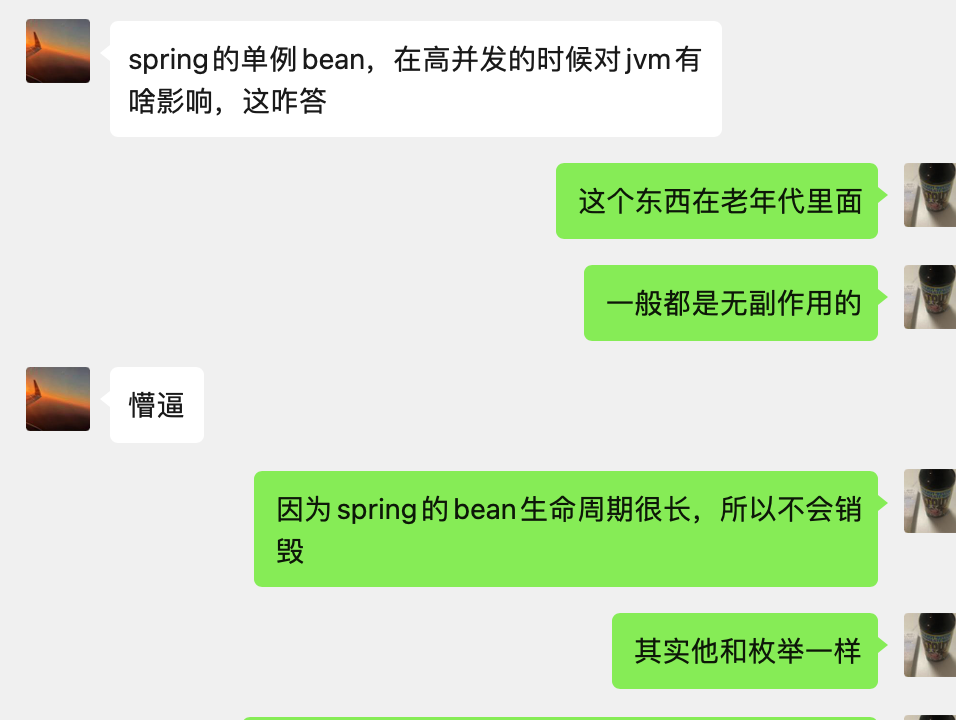 spring的单例bean，在高并发的时候对jvm有
啥影响，这咋答
这个东西在老年代里面
一般都是无副作用的
懵逼
因为spring的bean生命周期很长，所以不会销
毁
其实他和枚举一样